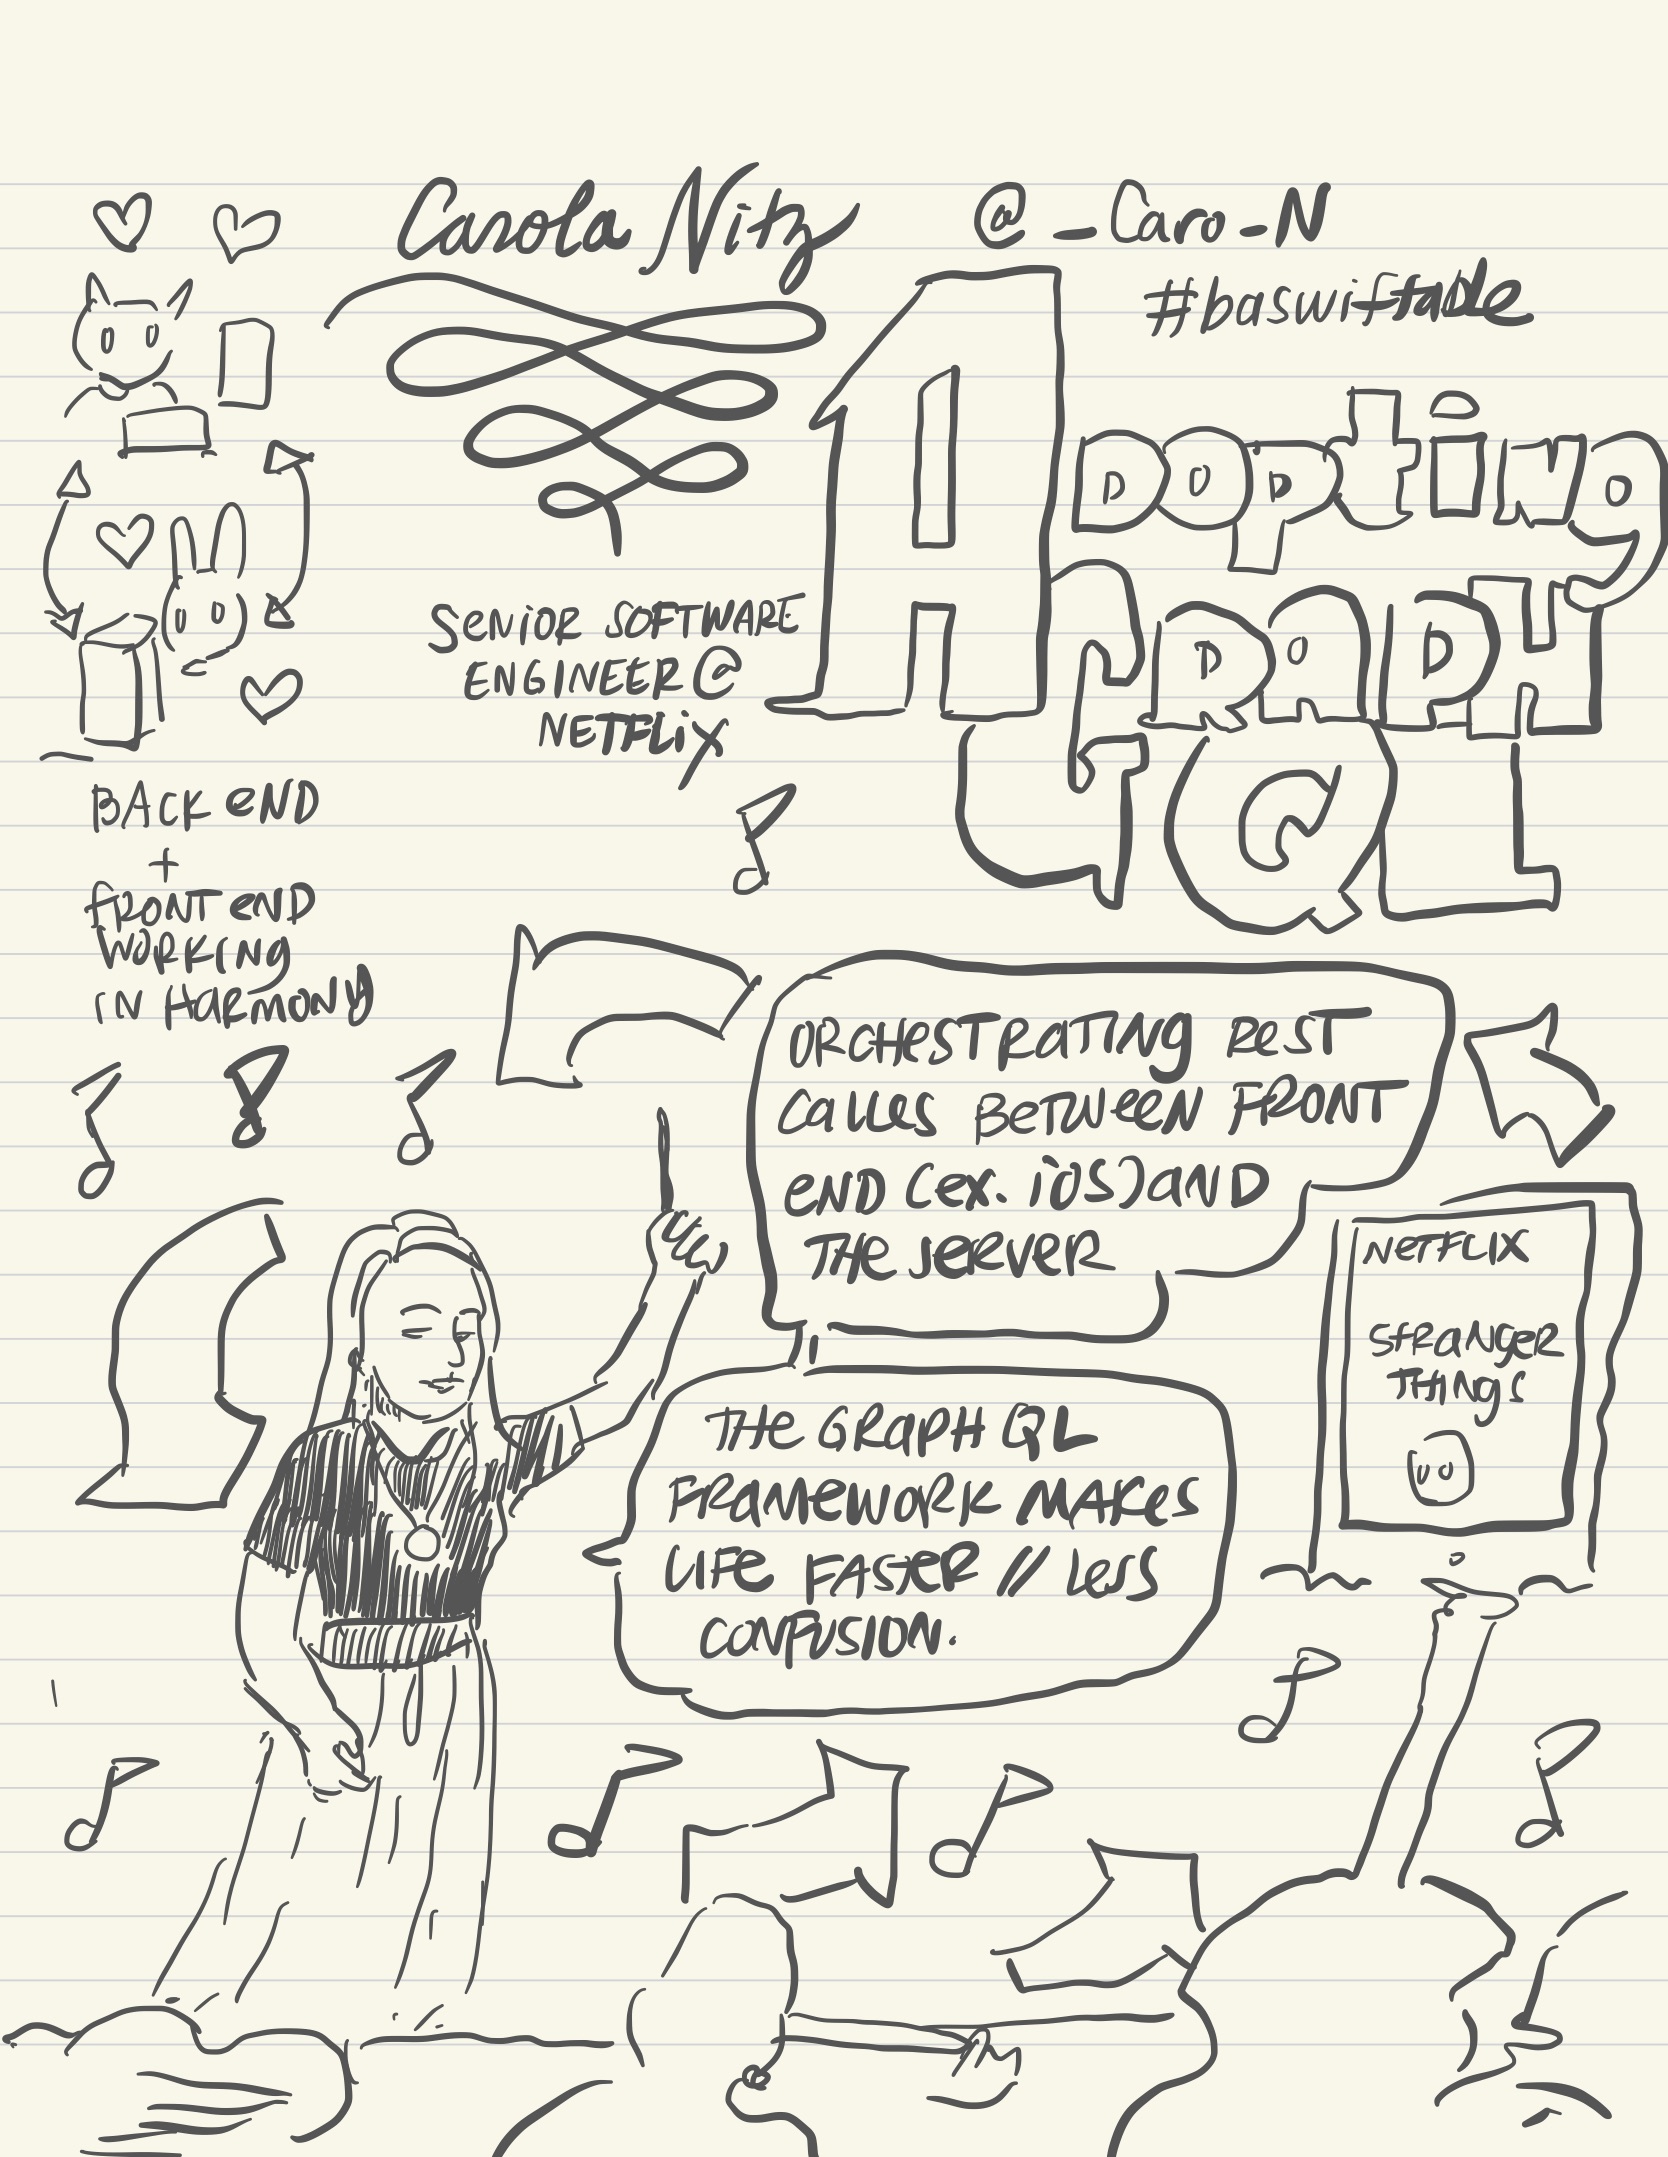 Carola Nitz
@_Caro_N
#baswiftable
Adopting
GRAPH
QL
SENIOR SOFTWARE
ENGINEER @
NETFLIX
BACK END
+
FRONT END
WORKING
IN HARMONY
ORCHESTRATING REST
CALLS BETWEEN FRONT
END (ex. iOS) AND
THE SERVER
NETFLIX
STRANGER
THINGS
THE GRAPH QL
FRAMEWORK MAKES
LIFE FASTER // LESS
CONFUSION.